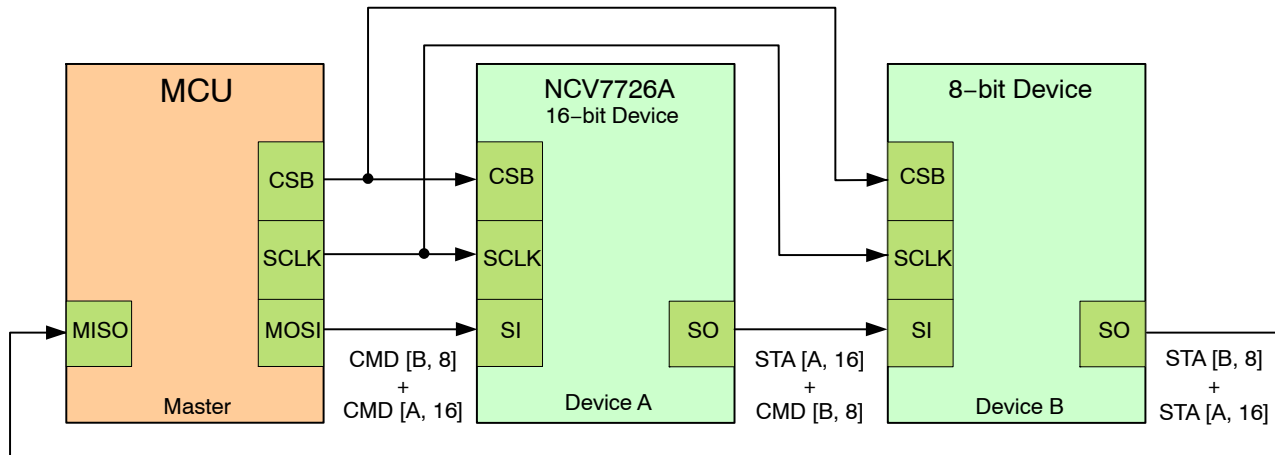 MCU
CSB
SCLK
MISO
MOSI
Master
CMD [B, 8]
+
CMD [A, 16]
NCV7726A
16−bit Device
CSB
SCLK
SI
SO
Device A
STA [A, 16]
+
CMD [B, 8]
8−bit Device
CSB
SCLK
SI
SO
Device B
STA [B, 8]
+
STA [A, 16]